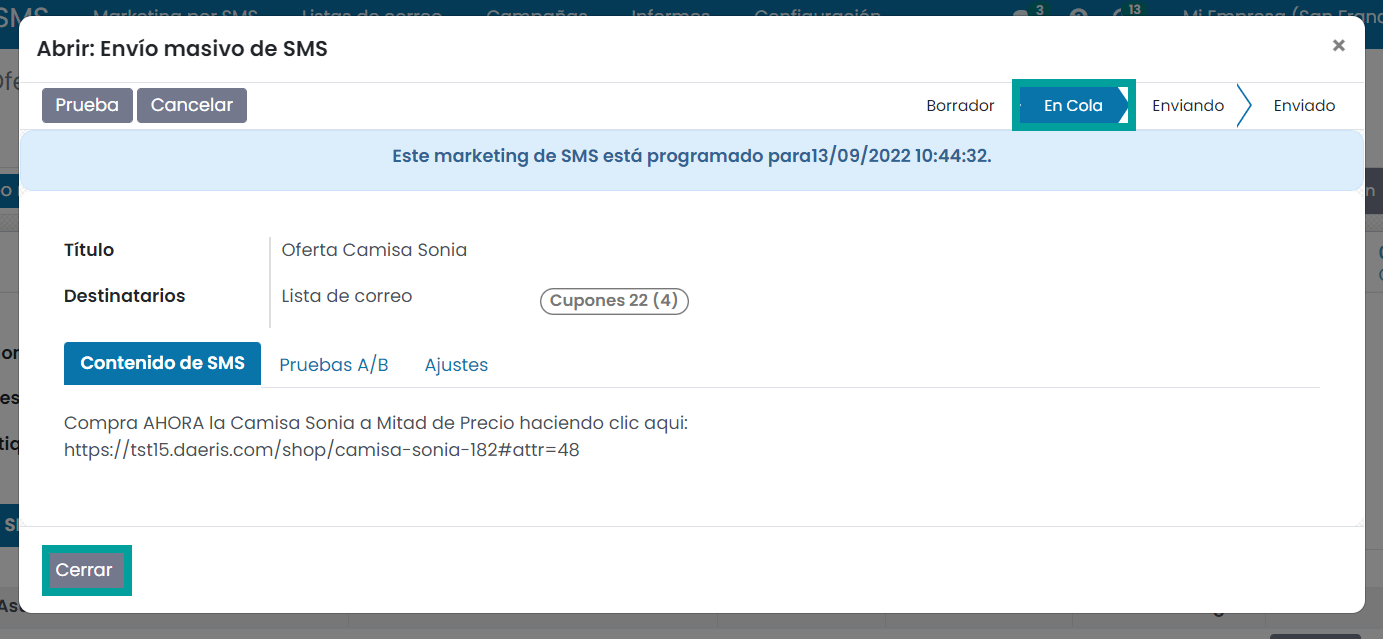 SMS Marketing por SMS Listas de correo Campañas Informes Configuración 3 13 Mi Empresa (San Franc
Abrir: Envío masivo de SMS ×
Prueba Cancelar Borrador En Cola Enviando Enviado
Este marketing de SMS está programado para13/09/2022 10:44:32.
Título Oferta Camisa Sonia
Destinatarios Lista de correo Cupones 22 (4)
Contenido de SMS Pruebas A/B Ajustes
Compra AHORA la Camisa Sonia a Mitad de Precio haciendo clic aqui:
https://tst15.daeris.com/shop/camisa-sonia-182#attr=48
Cerrar